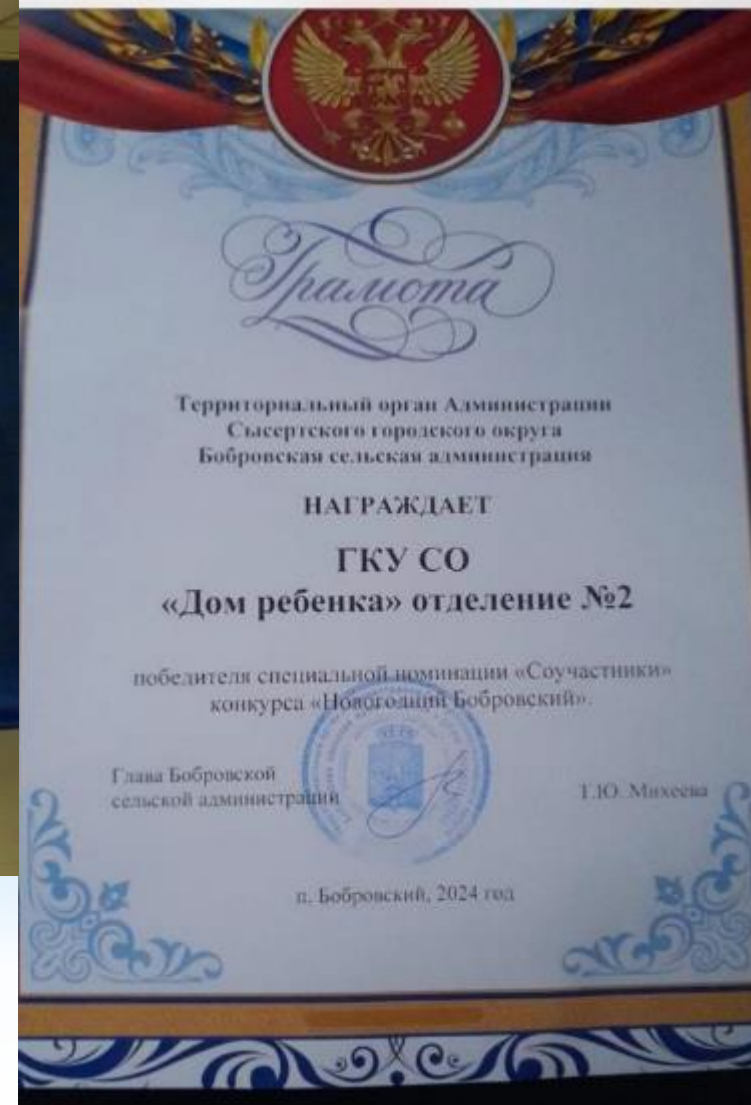 Грамота
Территориальный орган Администрации
Сысертского городского округа
Бобровская сельская администрация
НАГРАЖДАЕТ
ГКУ СО
«Дом ребенка» отделение №2
победителя специальной номинации «Соучастники»
конкурса «Новогодний Бобровский».
Глава Бобровской
сельской администрации
Т.Ю. Михеева
п. Бобровский, 2024 год